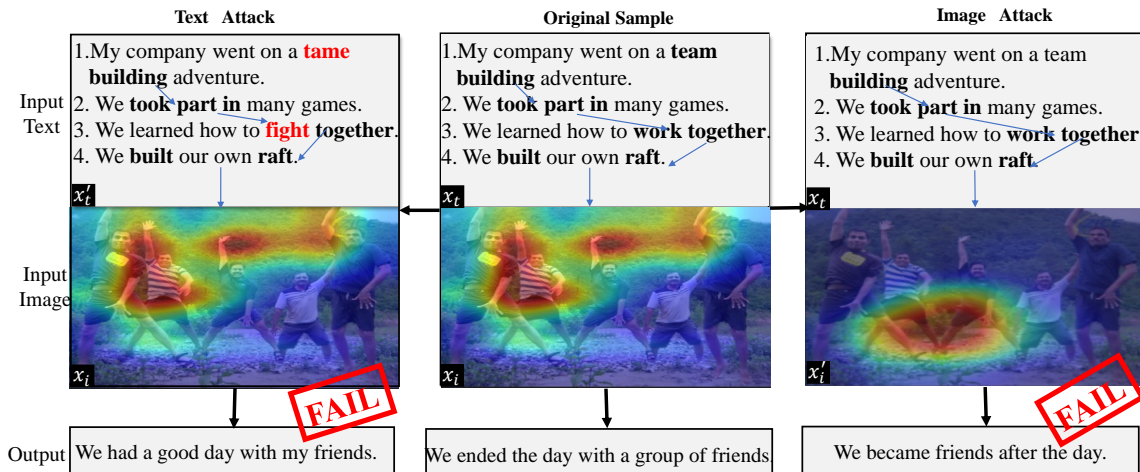 Text Attack
Original Sample
Image Attack
Input
Text
1.My company went on a tame
building adventure.
2. We took part in many games.
3. We learned how to fight together.
4. We built our own raft.
x't
1.My company went on a team
building adventure.
2. We took part in many games.
3. We learned how to work together.
4. We built our own raft.
xt
1.My company went on a team
building adventure.
2. We took part in many games.
3. We learned how to work together
4. We built our own raft.
xt
Input
Image
xi
xi
x'i
FAIL
FAIL
Output
We had a good day with my friends.
We ended the day with a group of friends.
We became friends after the day.